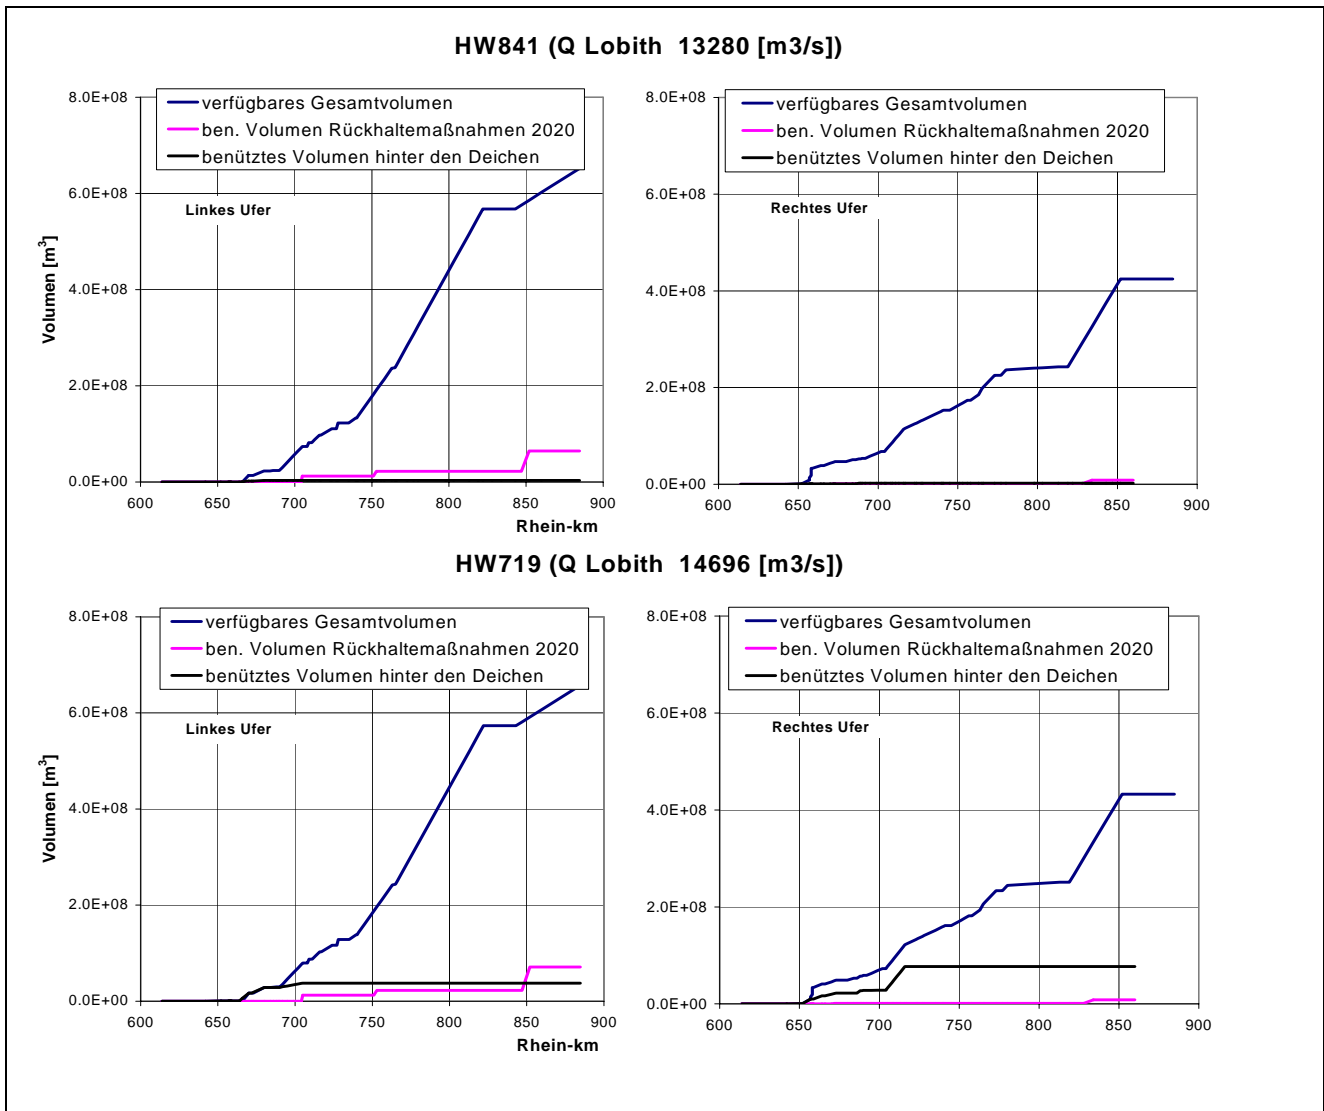 HW841 (Q Lobith 13280 [m3/s])
verfügbares Gesamtvolumen
ben. Volumen Rückhaltemaßnahmen 2020
benütztes Volumen hinter den Deichen
Linkes Ufer
Volumen [m³]
8.0E+08
6.0E+08
4.0E+08
2.0E+08
0.0E+00
600 650 700 750 800 850 900
Rhein-km
verfügbares Gesamtvolumen
ben. Volumen Rückhaltemaßnahmen 2020
benütztes Volumen hinter den Deichen
Rechtes Ufer
8.0E+08
6.0E+08
4.0E+08
2.0E+08
0.0E+00
600 650 700 750 800 850 900
HW719 (Q Lobith 14696 [m3/s])
verfügbares Gesamtvolumen
ben. Volumen Rückhaltemaßnahmen 2020
benütztes Volumen hinter den Deichen
Linkes Ufer
Volumen [m³]
8.0E+08
6.0E+08
4.0E+08
2.0E+08
0.0E+00
600 650 700 750 800 850 900
Rhein-km
verfügbares Gesamtvolumen
ben. Volumen Rückhaltemaßnahmen 2020
benütztes Volumen hinter den Deichen
Rechtes Ufer
8.0E+08
6.0E+08
4.0E+08
2.0E+08
0.0E+00
600 650 700 750 800 850 900